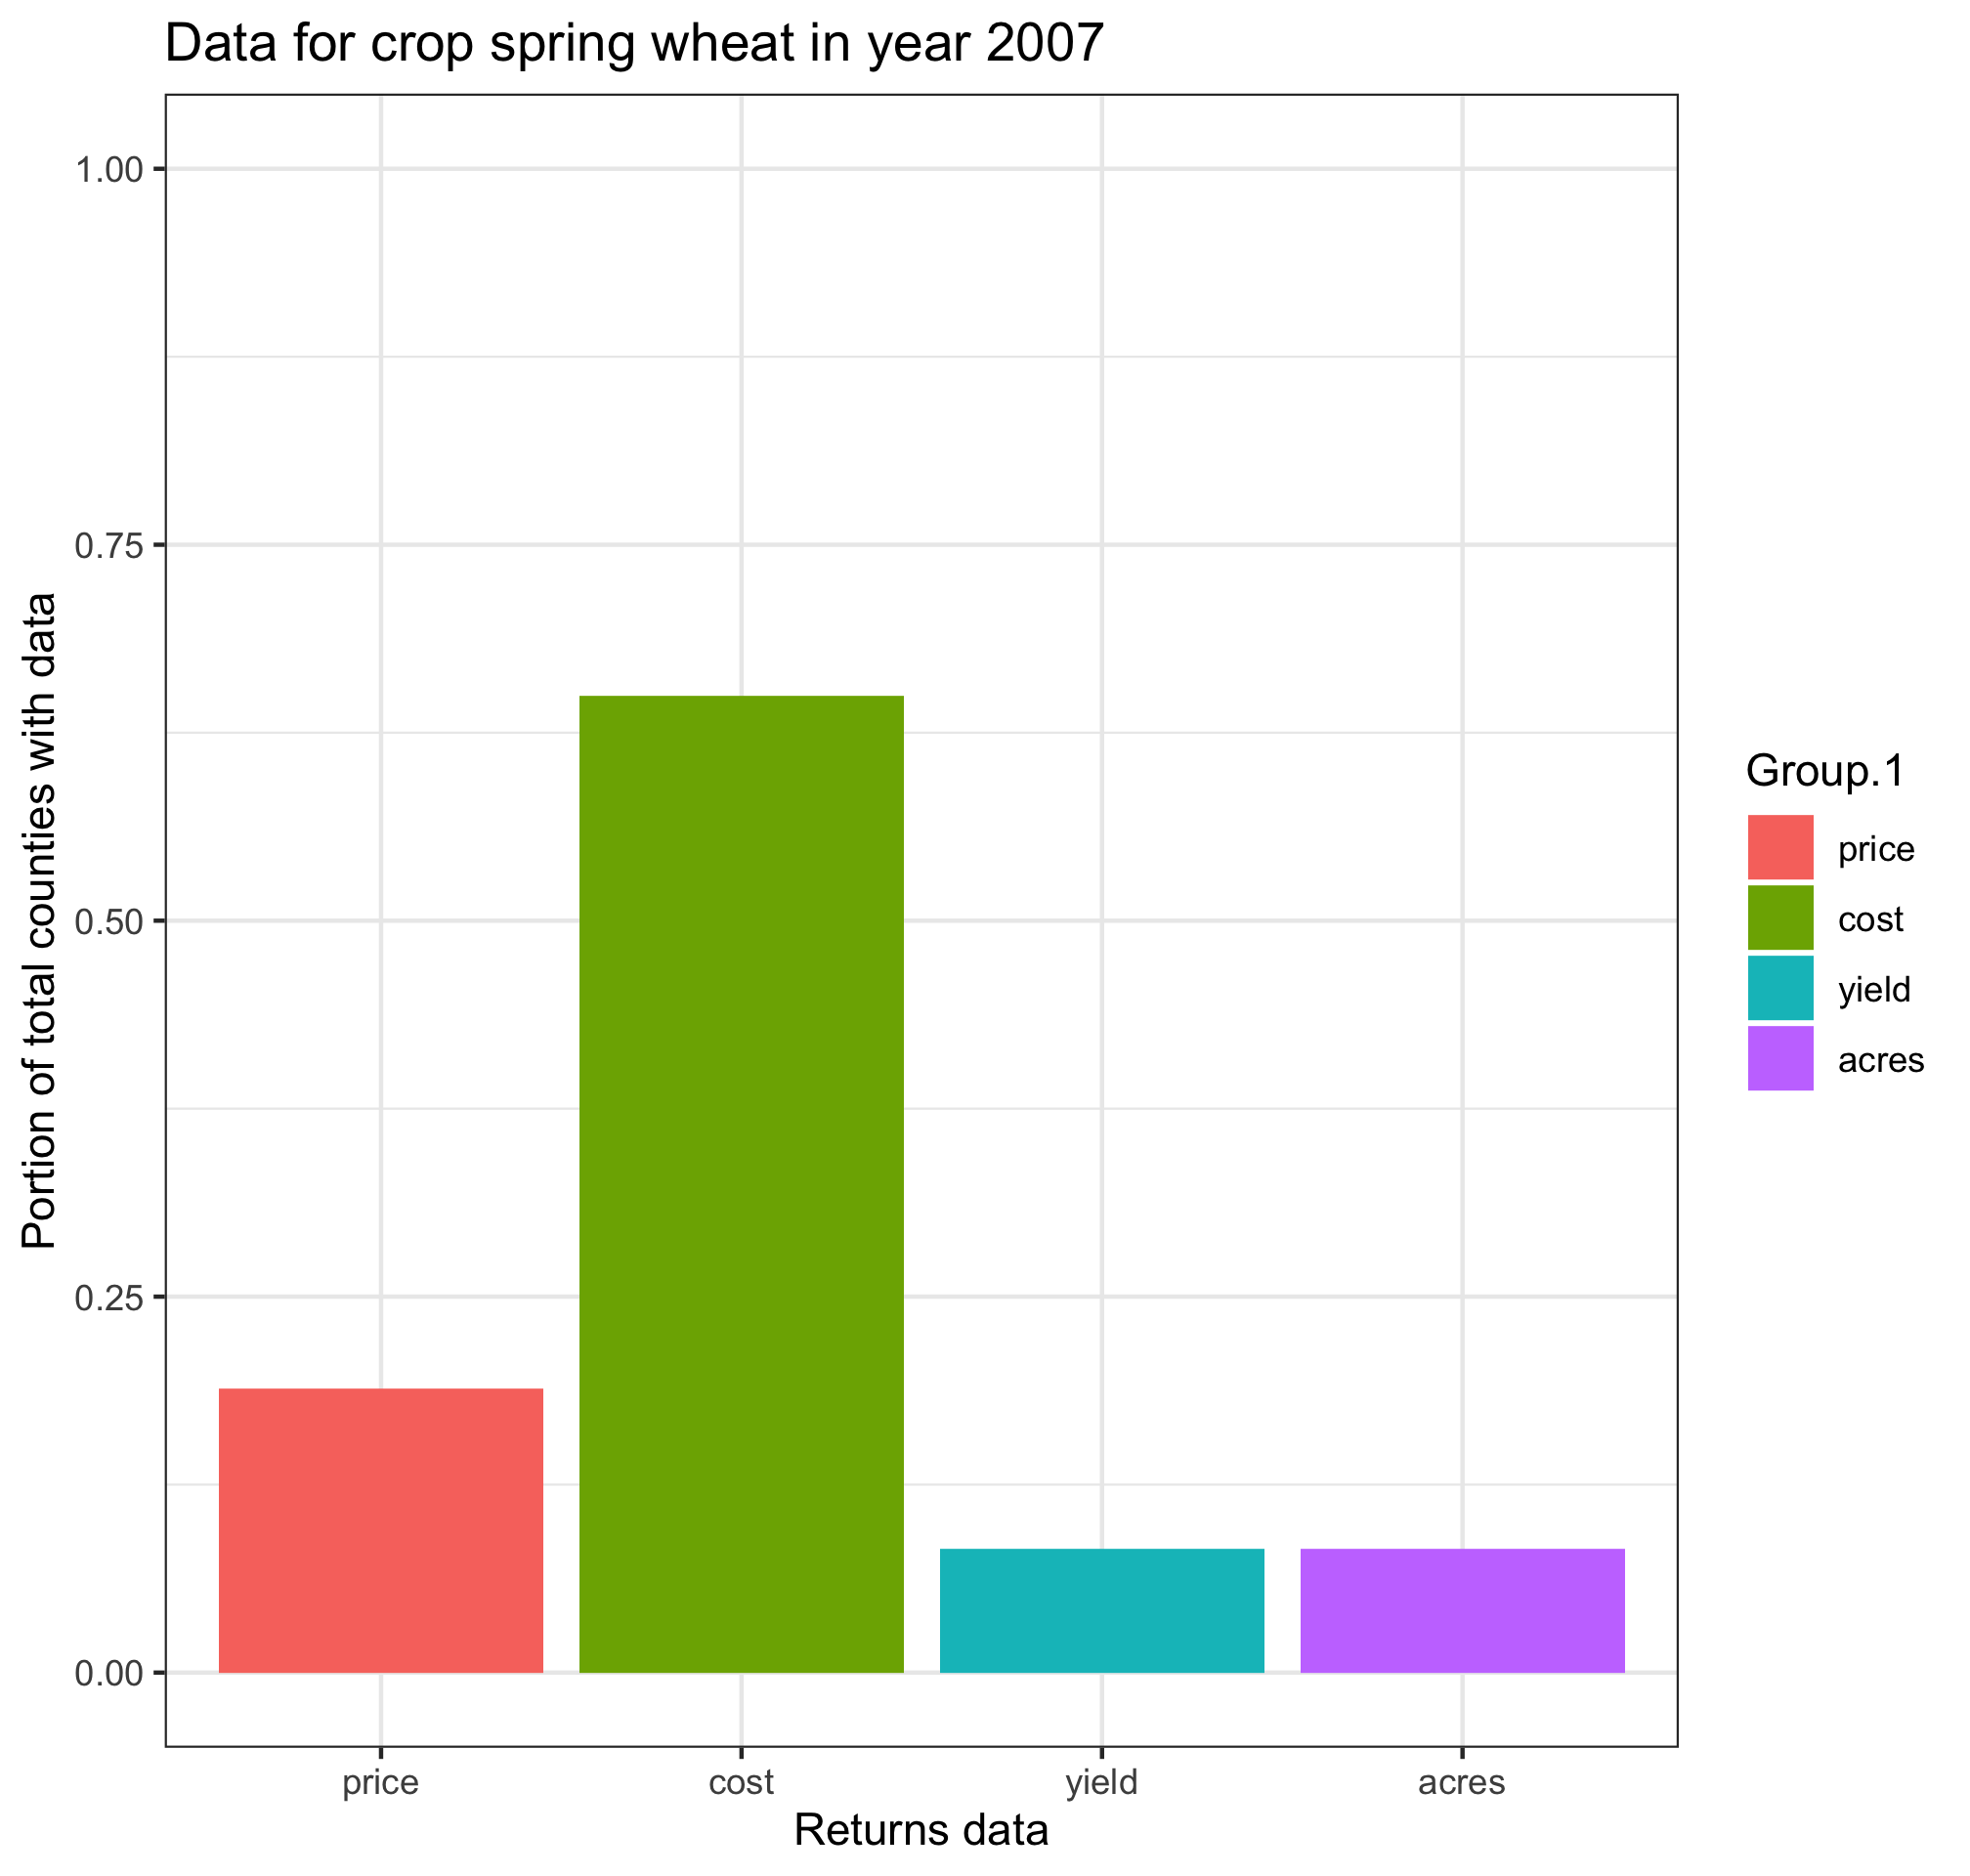 Data for crop spring wheat in year 2007
Portion of total counties with data
1.00
0.75
0.50
0.25
0.00
price
cost
yield
acres
Returns data
Group.1
price
cost
yield
acres